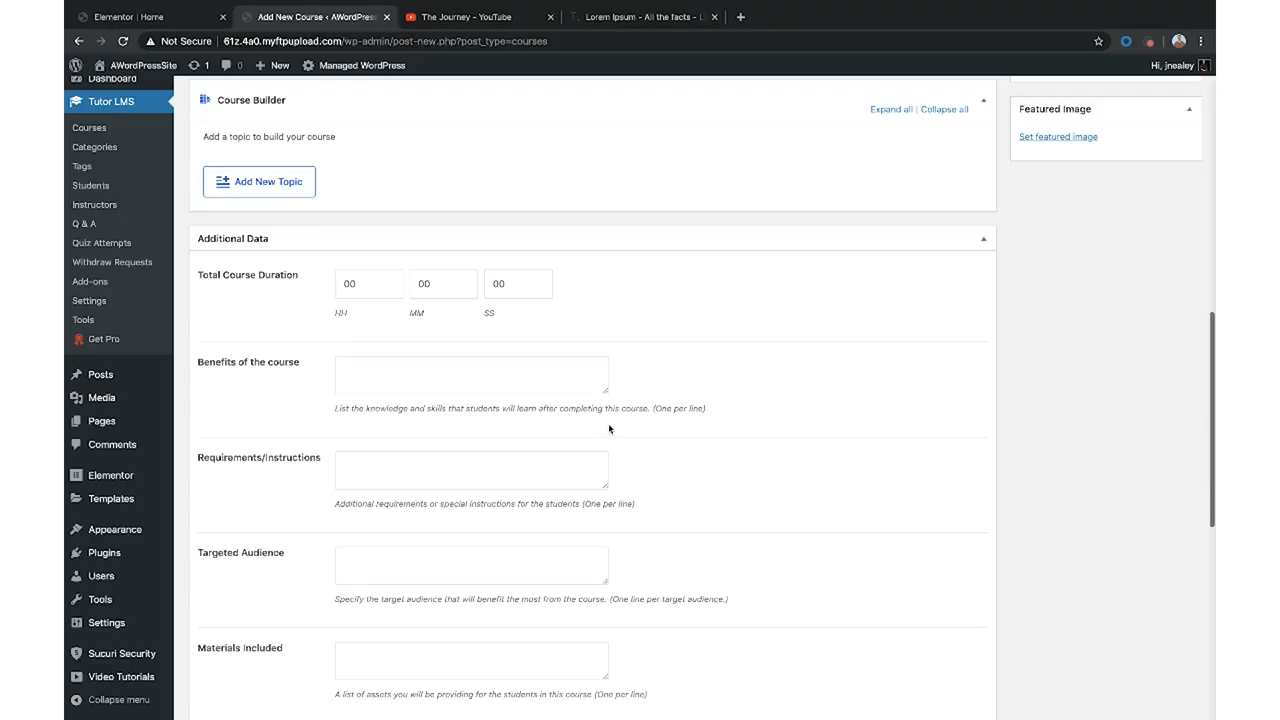 Elementor | Home
Add New Course ‹ AWordPress
The Journey - YouTube
Lorem Ipsum - All the facts - L
Not Secure | 61z.4a0.myftpupload.com/wp-admin/post-new.php?post_type=courses
AWordPressSite
1
0
New
Managed WordPress
Hi, jnealey
Dashboard
Tutor LMS
Courses
Categories
Tags
Students
Instructors
Q & A
Quiz Attempts
Withdraw Requests
Add-ons
Settings
Tools
Get Pro
Posts
Media
Pages
Comments
Elementor
Templates
Appearance
Plugins
Users
Tools
Settings
Sucuri Security
Video Tutorials
Collapse menu
Course Builder
Expand all | Collapse all
Add a topic to build your course
Add New Topic
Additional Data
Total Course Duration
00 00 00
HH MM SS
Benefits of the course
List the knowledge and skills that students will learn after completing this course. (One per line)
Requirements/Instructions
Additional requirements or special instructions for the students (One per line)
Targeted Audience
Specify the target audience that will benefit the most from the course. (One line per target audience.)
Materials Included
A list of assets you will be providing for the students in this course (One per line)
Featured Image
Set featured image